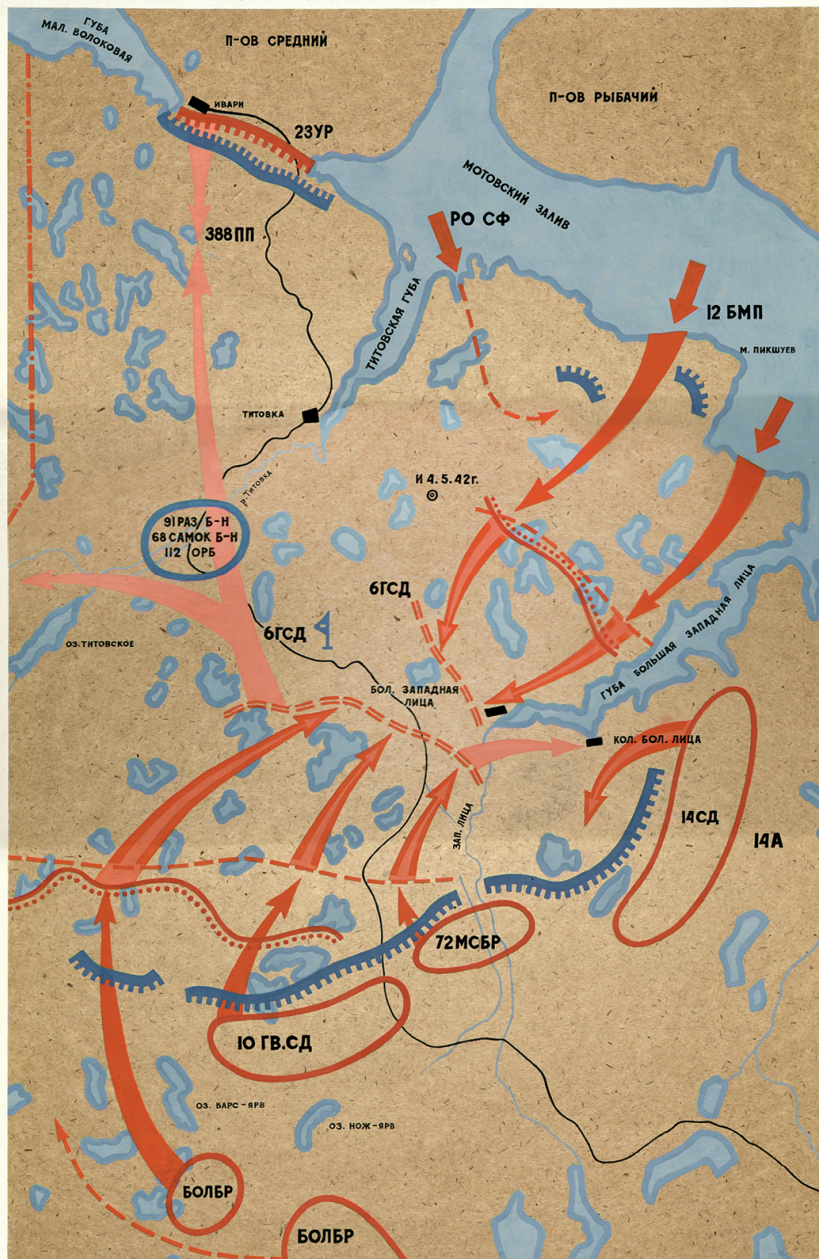 ГУБА
МАЛ. ВОЛОКОВАЯ
П-ОВ СРЕДНИЙ
П-ОВ РЫБАЧИЙ
ИВАРИ
23УР
МОТОВСКИЙ ЗАЛИВ
РО СФ
388ПП
ТИТОВСКАЯ ГУБА
12 БМП
М. ПИКШУЕВ
ТИТОВКА
Р. ТИТОВКА
И 4.5.42г.
91 РАЗ/Б-Н
68 САМОК Б-Н
112 ОРБ
6ГСД
6ГСД
ОЗ. ТИТОВСКОЕ
ГУБА БОЛЬШАЯ ЗАПАДНАЯ ЛИЦА
БОЛ. ЗАПАДНАЯ
ЛИЦА
КОЛ. БОЛ. ЛИЦА
ЗАП. ЛИЦА
14СД
14А
72МСБР
10 ГВ.СД
ОЗ. ВАРС-ЯРВ
ОЗ. НОЖ-ЯРВ
БОЛБР
БОЛБР